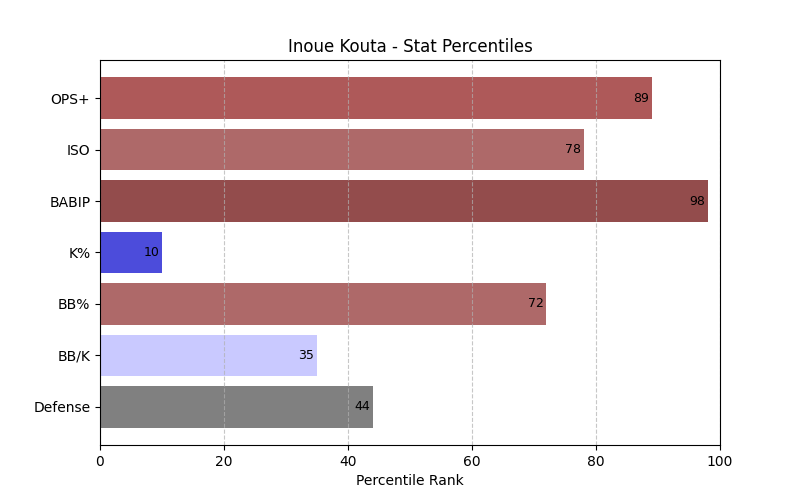 Inoue Kouta - Stat Percentiles
OPS+ 89
ISO 78
BABIP 98
K% 10
BB% 72
BB/K 35
Defense 44
0 20 40 60 80 100
Percentile Rank